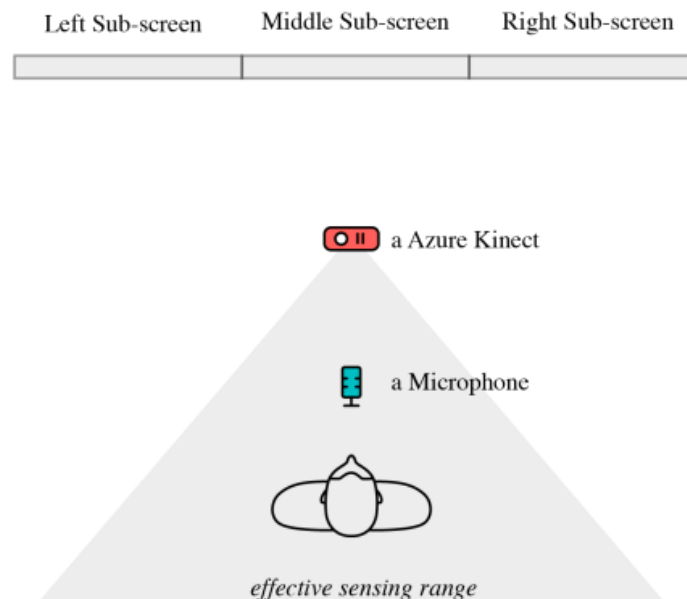 Left Sub-screen
Middle Sub-screen
Right Sub-screen
a Azure Kinect
a Microphone
effective sensing range